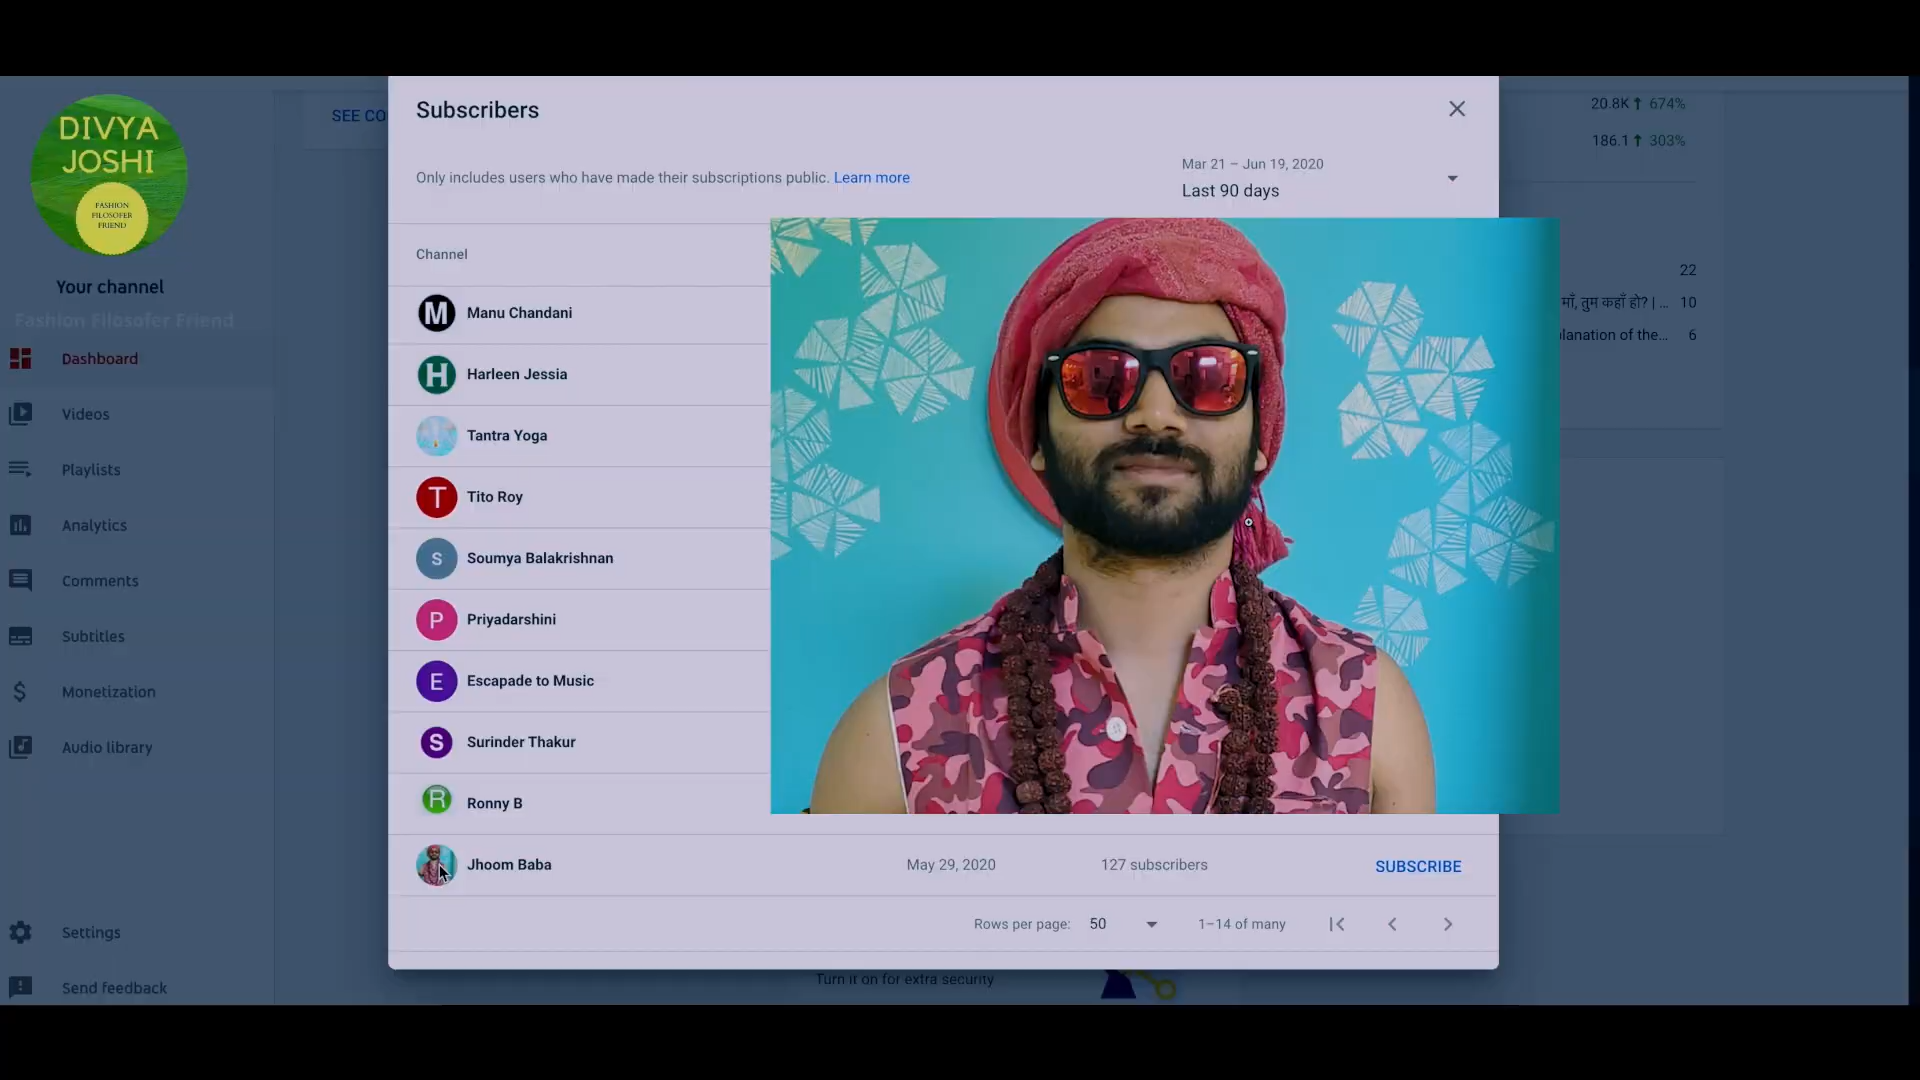 DIVYA
JOSHI
FASHION
FILOSOFER
FRIEND
Your channel
Fashion Filosofer Friend
Dashboard
Videos
Playlists
Analytics
Comments
Subtitles
Monetization
Audio library
Settings
Send feedback
SEE CO
Subscribers
Only includes users who have made their subscriptions public. Learn more
Mar 21 – Jun 19, 2020
Last 90 days
Channel
M Manu Chandani
H Harleen Jessia
Tantra Yoga
T Tito Roy
S Soumya Balakrishnan
P Priyadarshini
E Escapade to Music
S Surinder Thakur
R Ronny B
Jhoom Baba May 29, 2020 127 subscribers SUBSCRIBE
Rows per page: 50 1–14 of many
20.8K 674%
186.1 303%
22
माँ, तुम कहाँ हो? | ... 10
lanation of the... 6
Turn it on for extra security